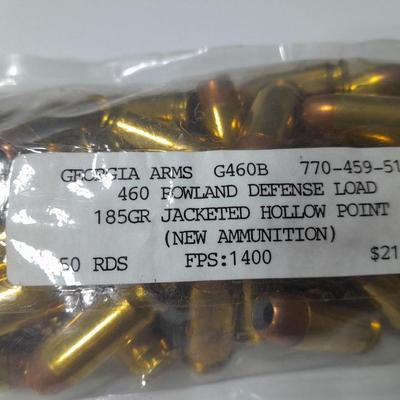 GEORGIA ARMS G460B 770-459-51
460 ROWLAND DEFENSE LOAD
185GR JACKETED HOLLOW POINT
(NEW AMMUNITION)
50 RDS FPS:1400 $21